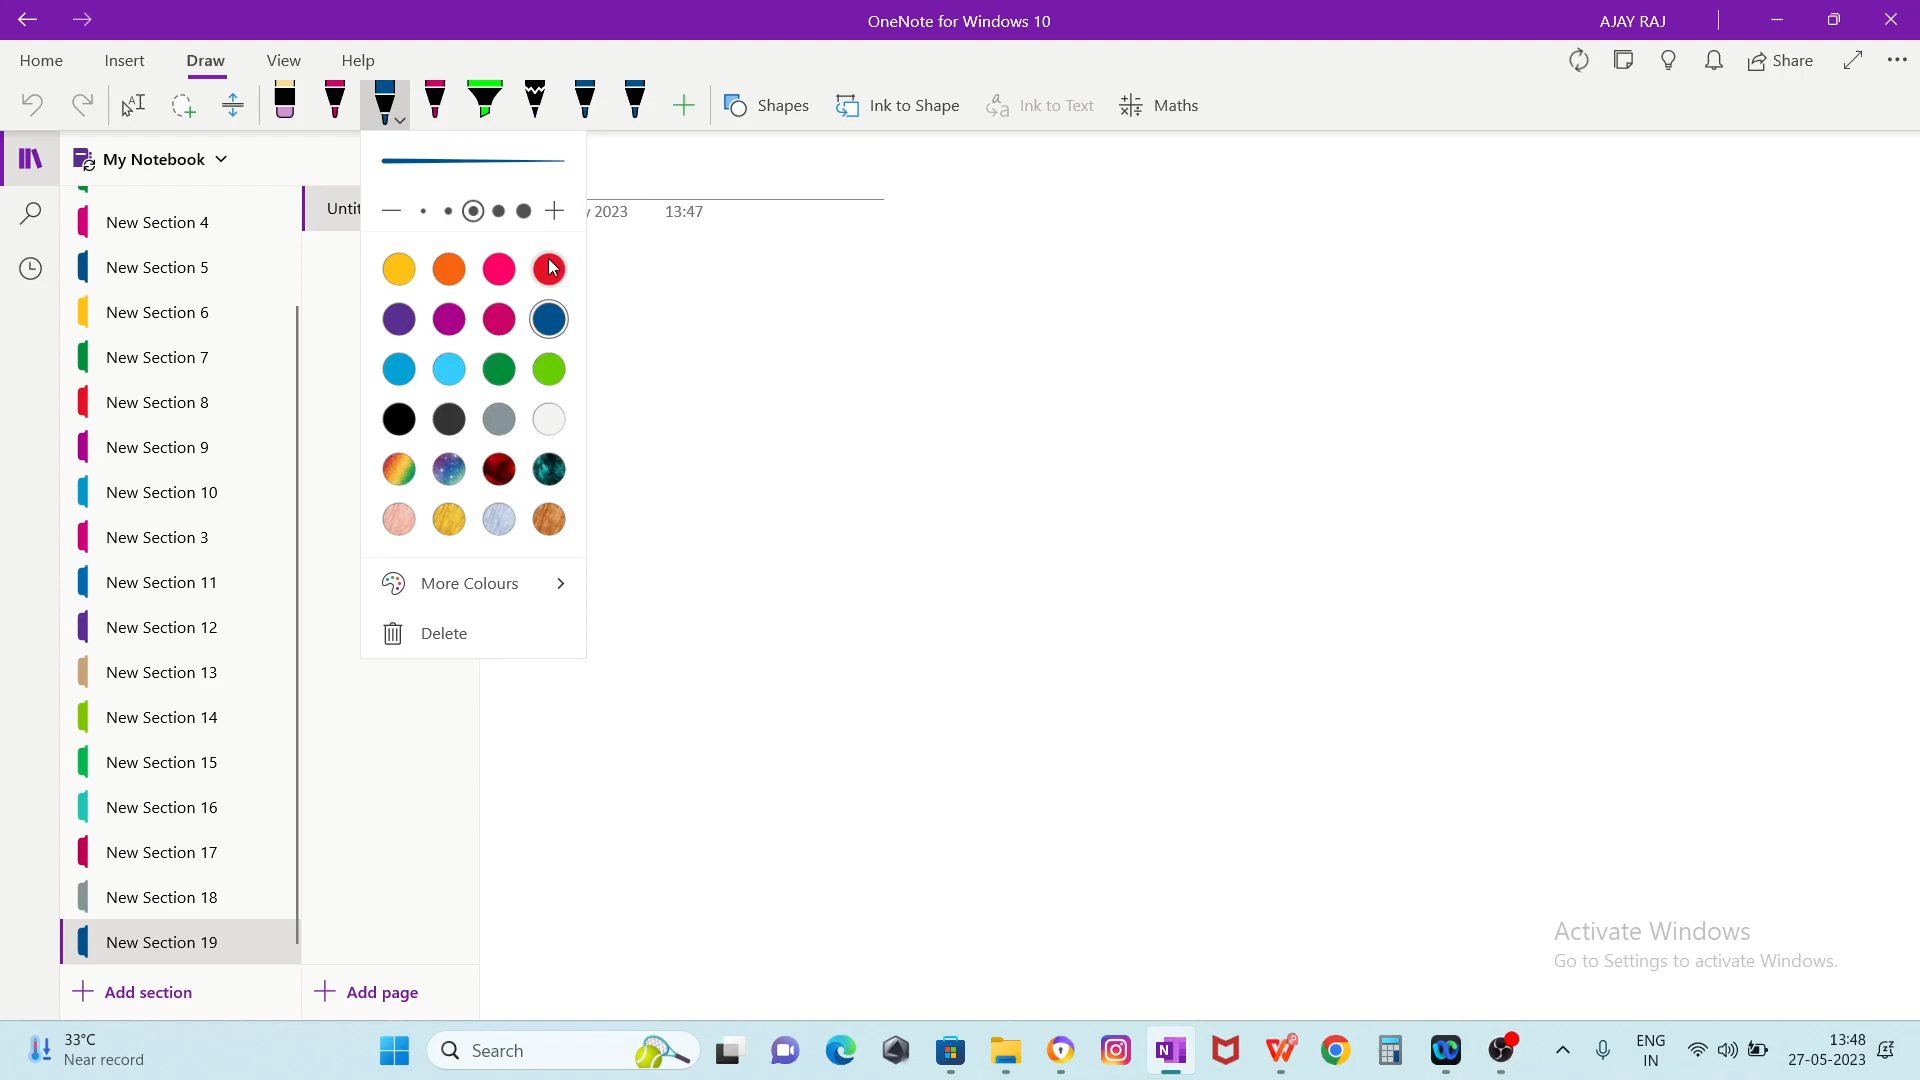 OneNote for Windows 10
AJAY RAJ
Home
Insert
Draw
View
Help
Share
Shapes
Ink to Shape
Ink to Text
Maths
My Notebook
New Section 4
New Section 5
New Section 6
New Section 7
New Section 8
New Section 9
New Section 10
New Section 3
New Section 11
New Section 12
New Section 13
New Section 14
New Section 15
New Section 16
New Section 17
New Section 18
New Section 19
Add section
Add page
2023 13:47
More Colours
Delete
Activate Windows
Go to Settings to activate Windows.
33°C
Near record
Search
ENG
IN
13:48
27-05-2023